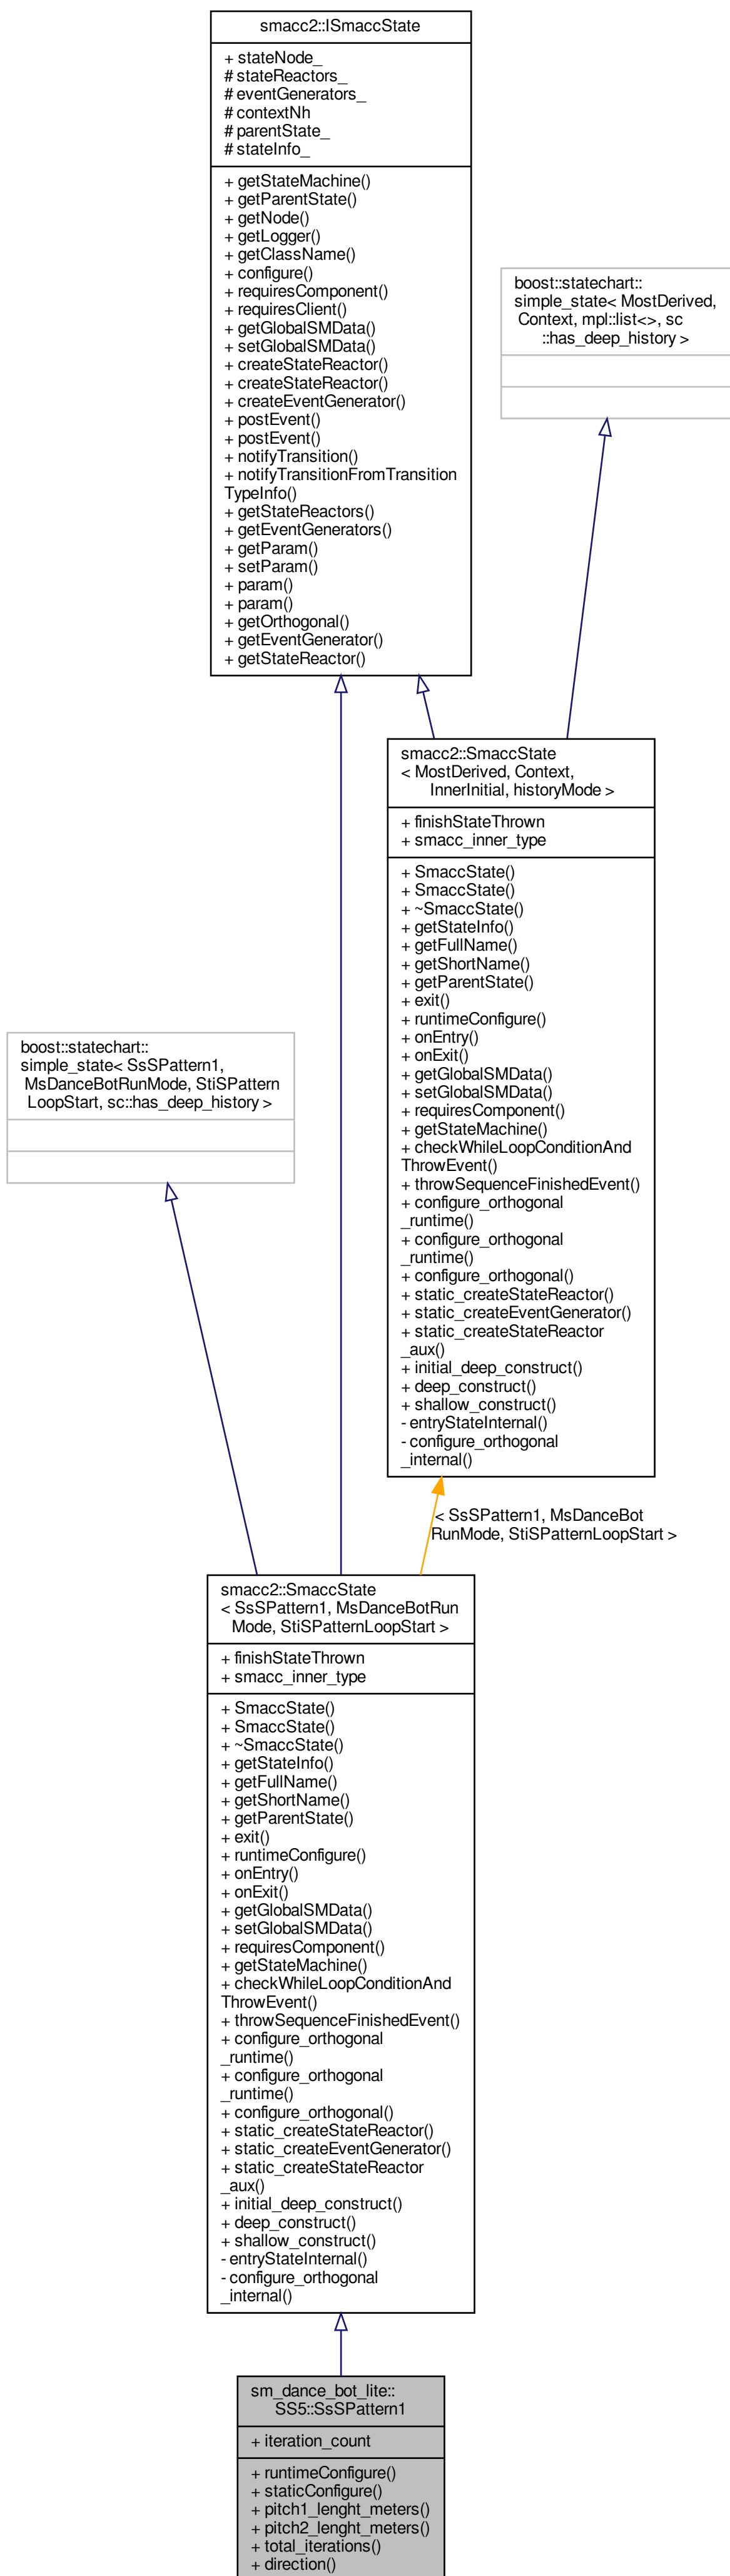 smacc2::ISmaccState
+ stateNode_
# stateReactors_
# eventGenerators_
# contextNh
# parentState_
# stateInfo_
+ getStateMachine()
+ getParentState()
+ getNode()
+ getLogger()
+ getClassName()
+ configure()
+ requiresComponent()
+ requiresClient()
+ getGlobalSMData()
+ setGlobalSMData()
+ createStateReactor()
+ createStateReactor()
+ createEventGenerator()
+ postEvent()
+ postEvent()
+ notifyTransition()
+ notifyTransitionFromTransition
TypeInfo()
+ getStateReactors()
+ getEventGenerators()
+ getParam()
+ setParam()
+ param()
+ param()
+ getOrthogonal()
+ getEventGenerator()
+ getStateReactor()
boost::statechart::
simple_state< MostDerived,
Context, mpl::list<>, sc
::has_deep_history >
smacc2::SmaccState
< MostDerived, Context,
InnerInitial, historyMode >
+ finishStateThrown
+ smacc_inner_type
+ SmaccState()
+ SmaccState()
+ ~SmaccState()
+ getStateInfo()
+ getFullName()
+ getShortName()
+ getParentState()
+ exit()
+ runtimeConfigure()
+ onEntry()
+ onExit()
+ getGlobalSMData()
+ setGlobalSMData()
+ requiresComponent()
+ getStateMachine()
+ checkWhileLoopConditionAnd
ThrowEvent()
+ throwSequenceFinishedEvent()
+ configure_orthogonal
_runtime()
+ configure_orthogonal
_runtime()
+ configure_orthogonal()
+ static_createStateReactor()
+ static_createEventGenerator()
+ static_createStateReactor
_aux()
+ initial_deep_construct()
+ deep_construct()
+ shallow_construct()
- entryStateInternal()
- configure_orthogonal
_internal()
boost::statechart::
simple_state< SsSPattern1,
MsDanceBotRunMode, StiSPattern
LoopStart, sc::has_deep_history >
< SsSPattern1, MsDanceBot
RunMode, StiSPatternLoopStart >
smacc2::SmaccState
< SsSPattern1, MsDanceBotRun
Mode, StiSPatternLoopStart >
+ finishStateThrown
+ smacc_inner_type
+ SmaccState()
+ SmaccState()
+ ~SmaccState()
+ getStateInfo()
+ getFullName()
+ getShortName()
+ getParentState()
+ exit()
+ runtimeConfigure()
+ onEntry()
+ onExit()
+ getGlobalSMData()
+ setGlobalSMData()
+ requiresComponent()
+ getStateMachine()
+ checkWhileLoopConditionAnd
ThrowEvent()
+ throwSequenceFinishedEvent()
+ configure_orthogonal
_runtime()
+ configure_orthogonal
_runtime()
+ configure_orthogonal()
+ static_createStateReactor()
+ static_createEventGenerator()
+ static_createStateReactor
_aux()
+ initial_deep_construct()
+ deep_construct()
+ shallow_construct()
- entryStateInternal()
- configure_orthogonal
_internal()
sm_dance_bot_lite::
SS5::SsSPattern1
+ iteration_count
+ runtimeConfigure()
+ staticConfigure()
+ pitch1_lenght_meters()
+ pitch2_lenght_meters()
+ total_iterations()
+ direction()